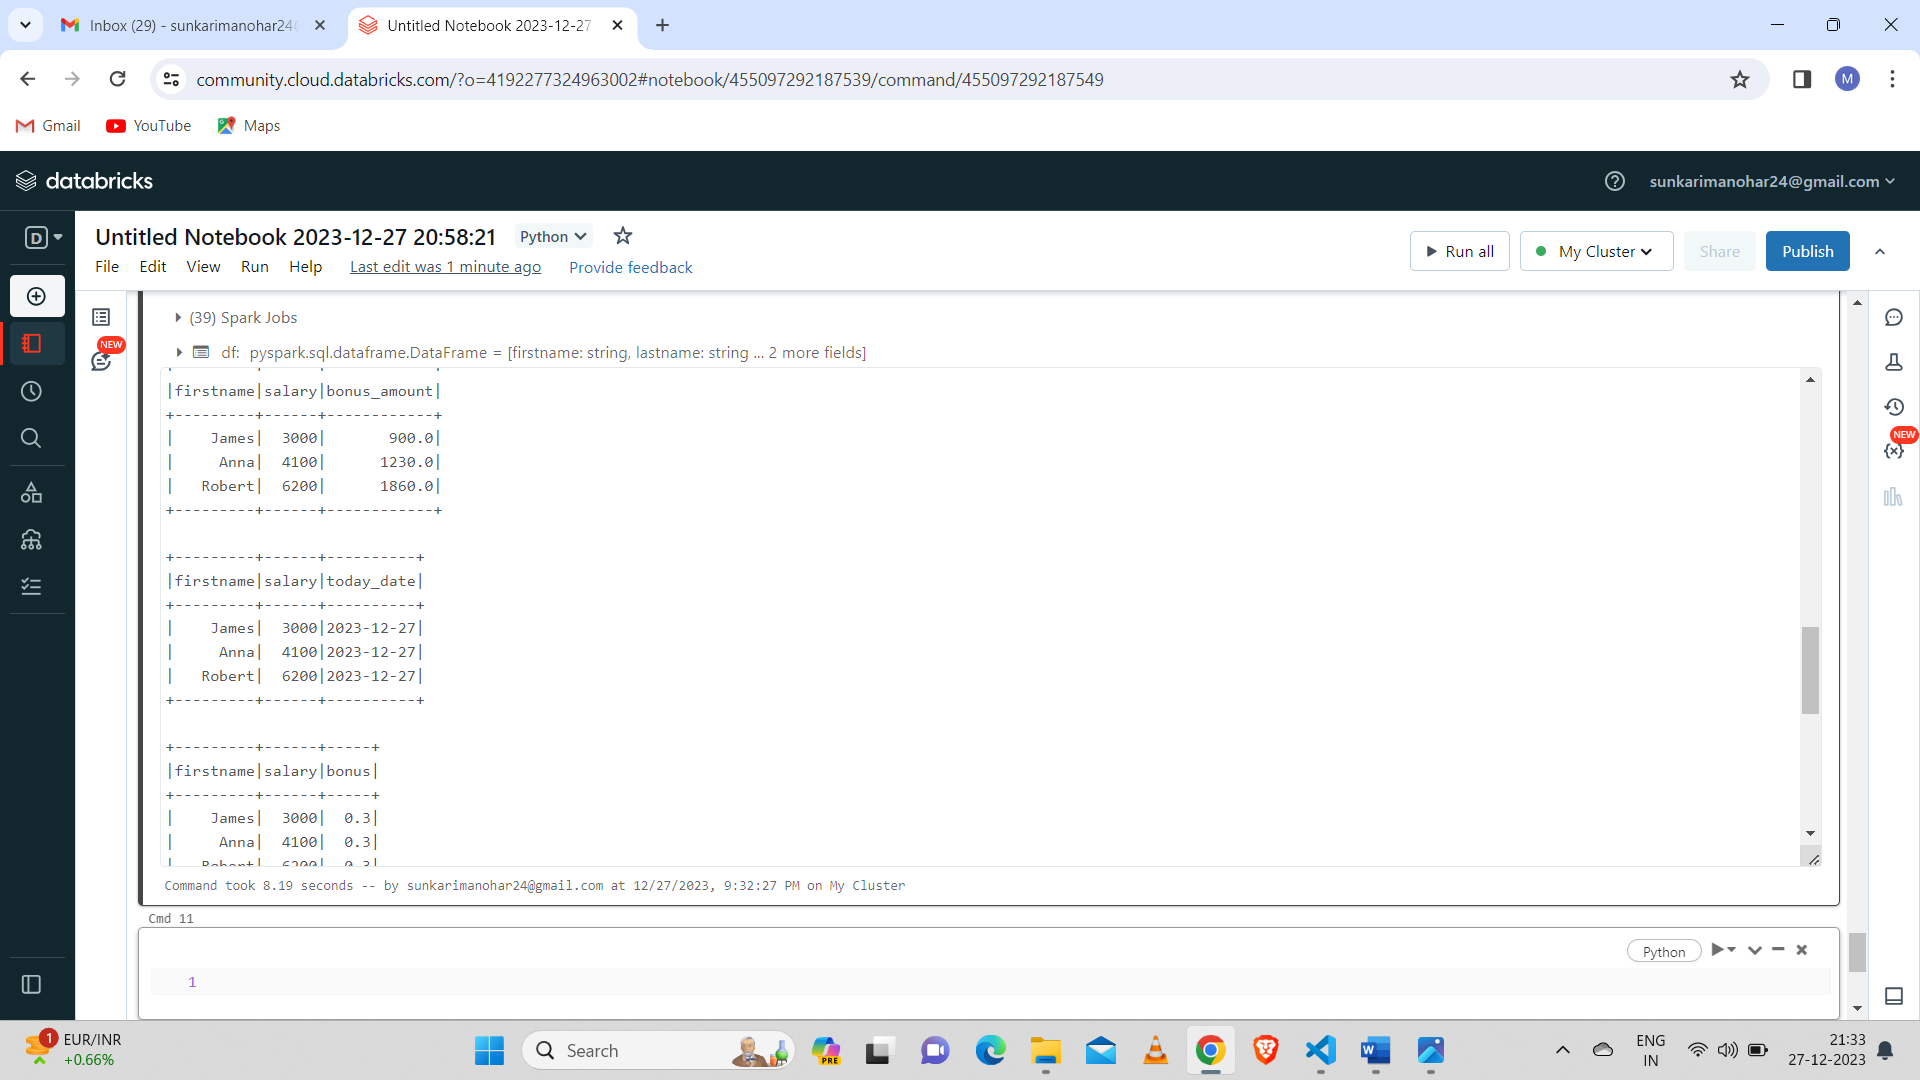 Inbox (29) - sunkarimanohar24
Untitled Notebook 2023-12-27
community.cloud.databricks.com/?o=4192277324963002#notebook/455097292187539/command/455097292187549
M
Gmail
YouTube
Maps
databricks
sunkarimanohar24@gmail.com
D
Untitled Notebook 2023-12-27 20:58:21
Python
File
Edit
View
Run
Help
Last edit was 1 minute ago
Provide feedback
Run all
My Cluster
Share
Publish
NEW
NEW
(39) Spark Jobs
df: pyspark.sql.dataframe.DataFrame = [firstname: string, lastname: string ... 2 more fields]
|firstname|salary|bonus_amount|
+---------+------+------------+
|    James|  3000|       900.0|
|     Anna|  4100|      1230.0|
|   Robert|  6200|      1860.0|
+---------+------+------------+
+---------+------+----------+
|firstname|salary|today_date|
+---------+------+----------+
|    James|  3000|2023-12-27|
|     Anna|  4100|2023-12-27|
|   Robert|  6200|2023-12-27|
+---------+------+----------+
+---------+------+-----+
|firstname|salary|bonus|
+---------+------+-----+
|    James|  3000|  0.3|
|     Anna|  4100|  0.3|
|   Robert|  6200|  0.3|
Command took 8.19 seconds -- by sunkarimanohar24@gmail.com at 12/27/2023, 9:32:27 PM on My Cluster
Cmd 11
Python
1
1
EUR/INR
+0.66%
Search
PRE
ENG
IN
21:33
27-12-2023